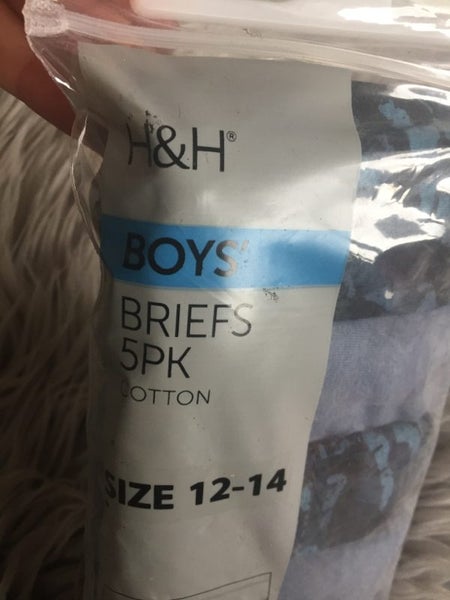 H&H®
BOYS'
BRIEFS
5PK
COTTON
SIZE 12-14